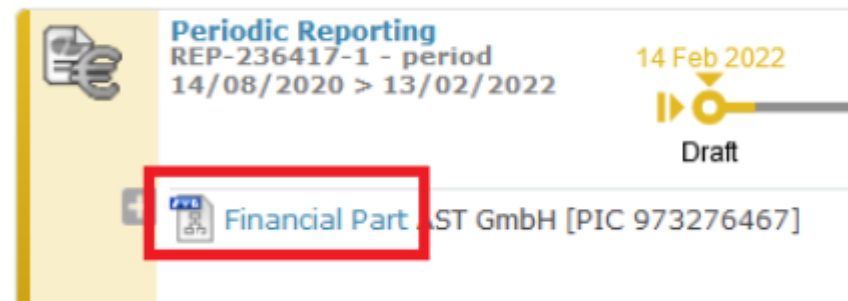 Periodic Reporting
REP-236417-1 - period
14/08/2020 > 13/02/2022
14 Feb 2022
Draft
Financial Part AST GmbH [PIC 973276467]